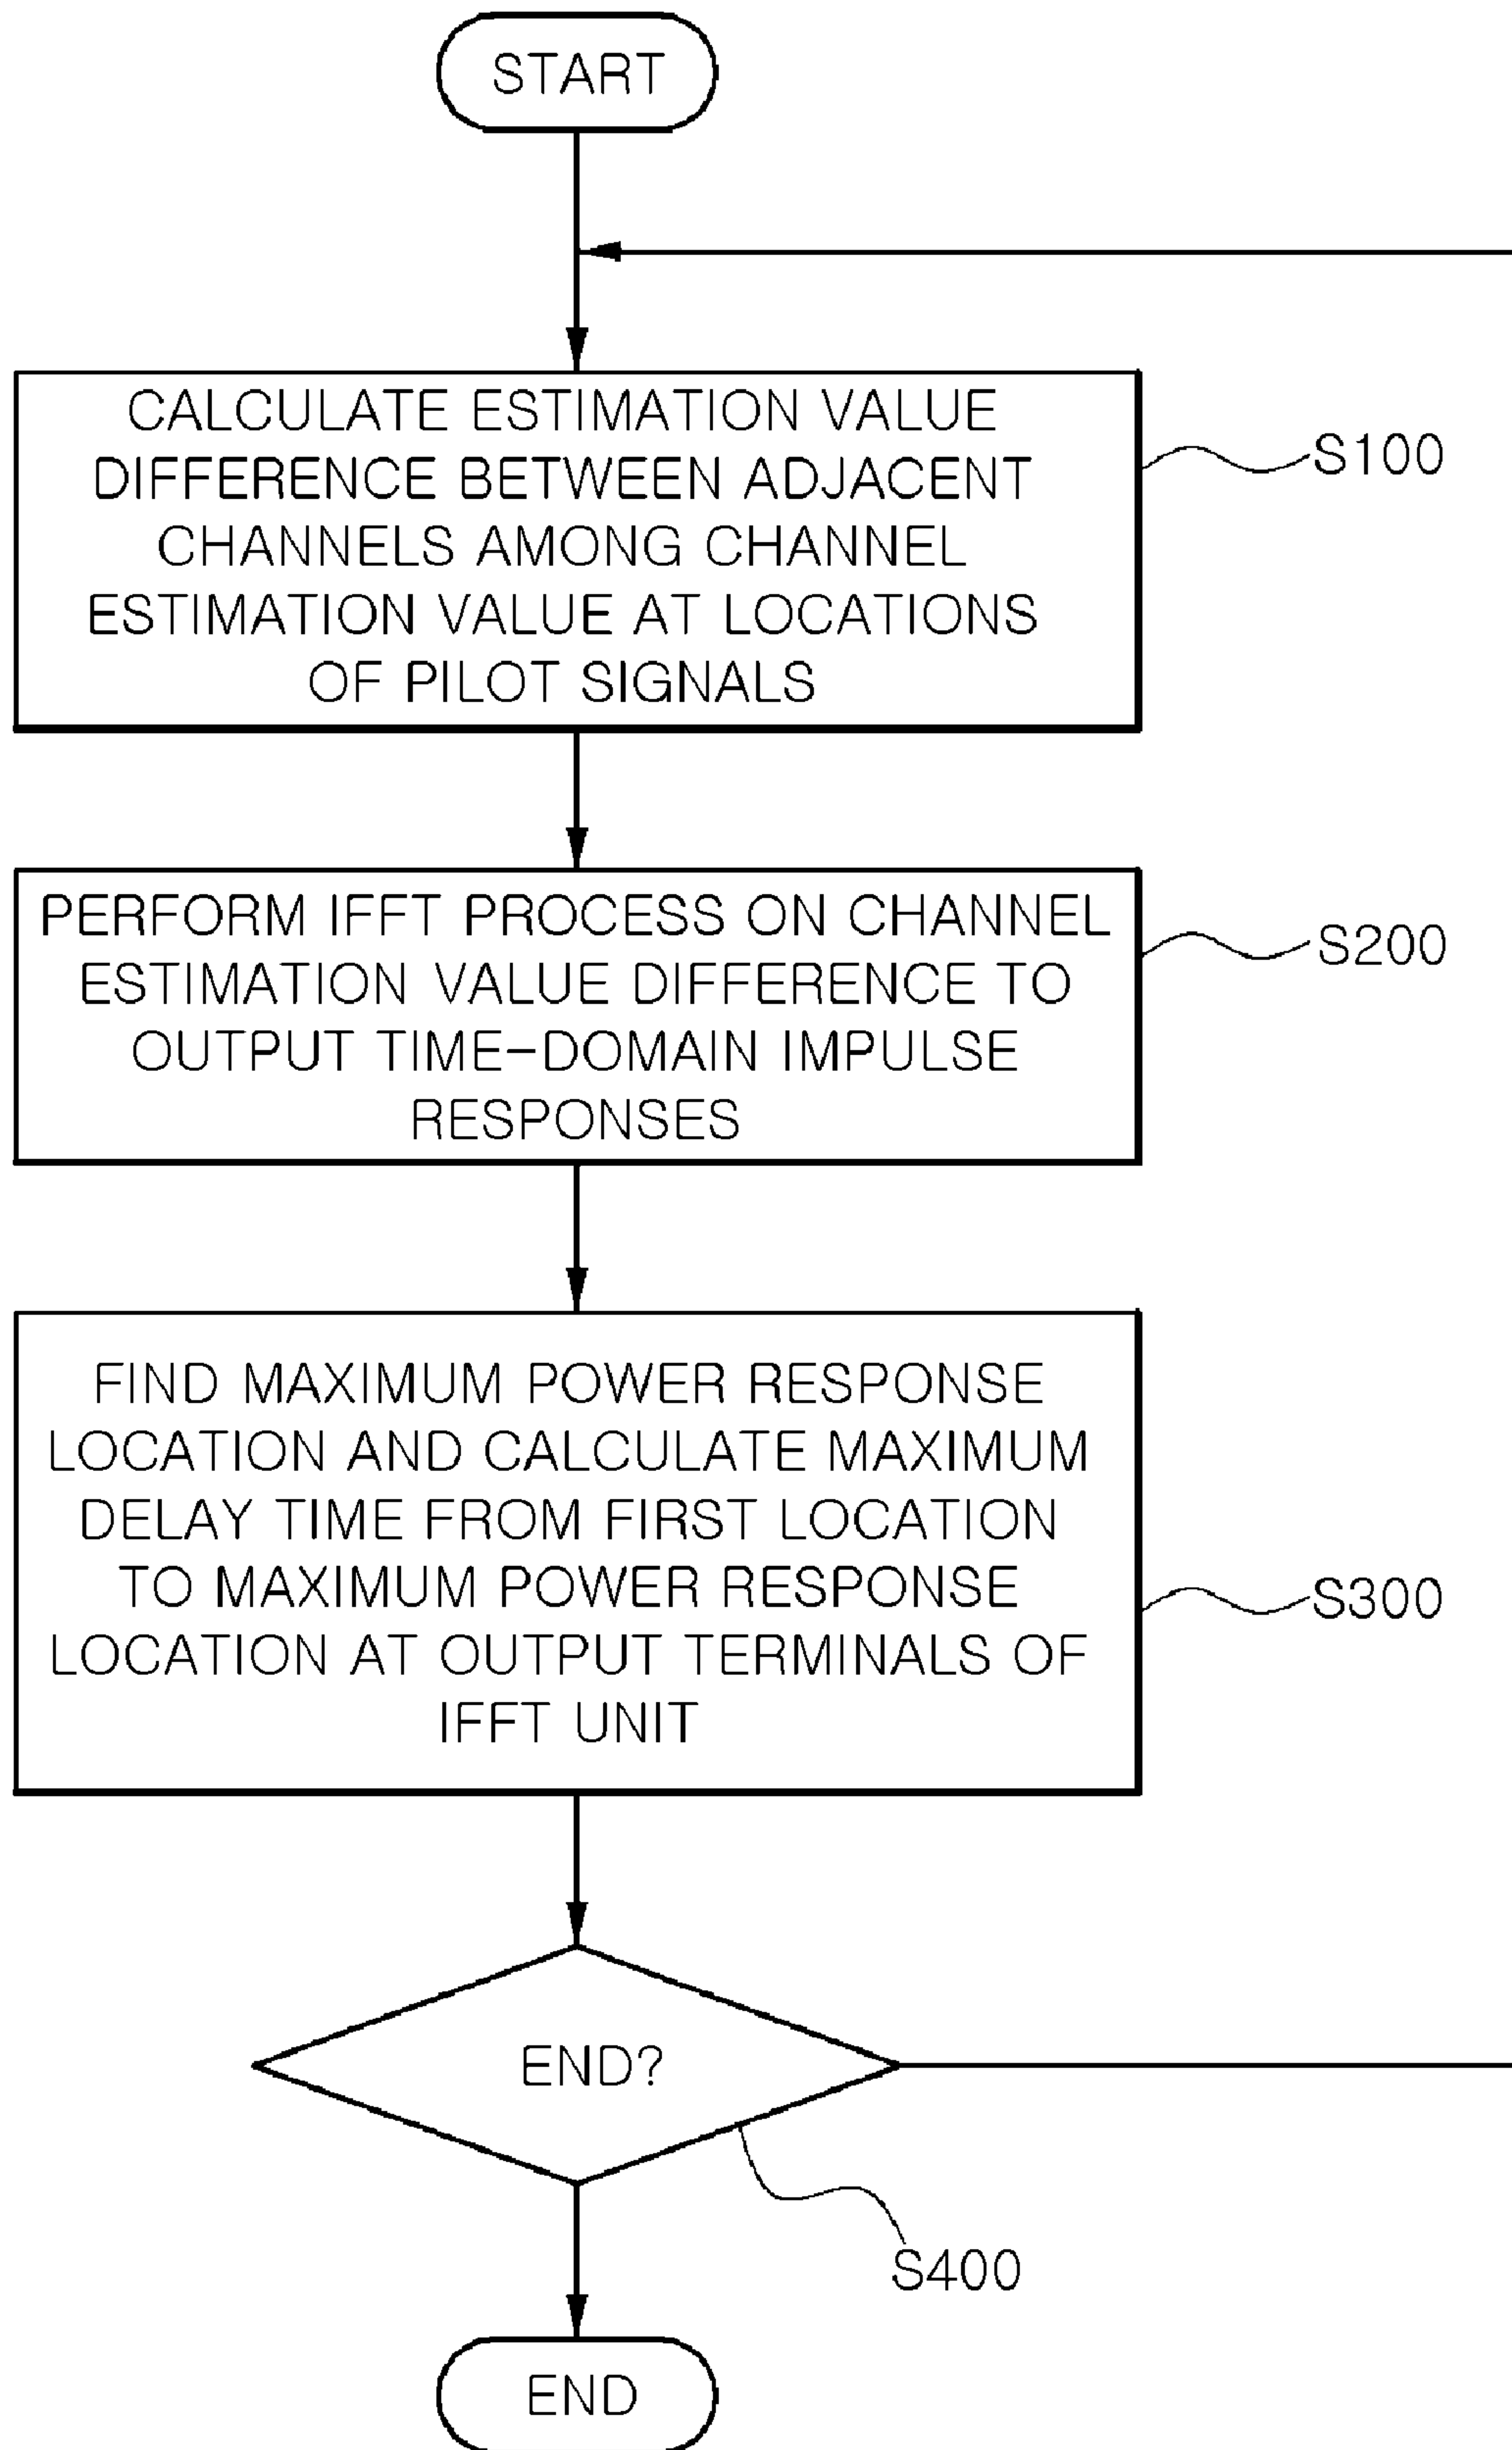 START
CALCULATE ESTIMATION VALUE
DIFFERENCE BETWEEN ADJACENT
CHANNELS AMONG CHANNEL
ESTIMATION VALUE AT LOCATIONS
OF PILOT SIGNALS
S100
PERFORM IFFT PROCESS ON CHANNEL
ESTIMATION VALUE DIFFERENCE TO
OUTPUT TIME-DOMAIN IMPULSE
RESPONSES
S200
FIND MAXIMUM POWER RESPONSE
LOCATION AND CALCULATE MAXIMUM
DELAY TIME FROM FIRST LOCATION
TO MAXIMUM POWER RESPONSE
LOCATION AT OUTPUT TERMINALS OF
IFFT UNIT
S300
END?
S400
END